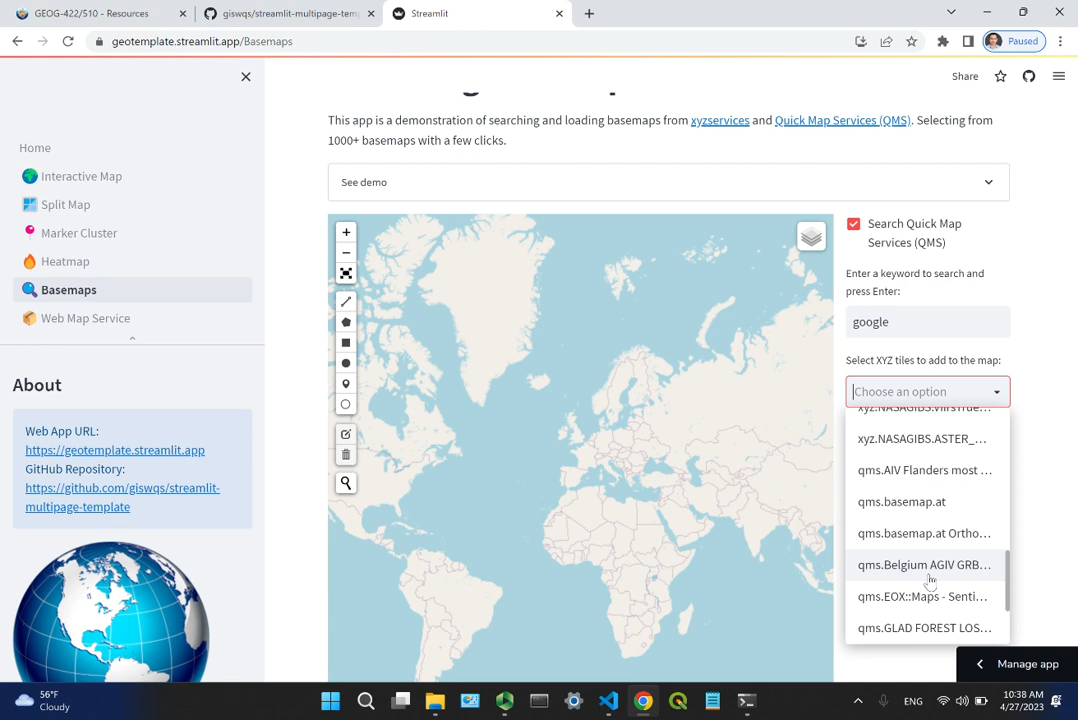 GEOG-422/510 - Resources
giswqs/streamlit-multipage-tem
Streamlit
geotemplate.streamlit.app/Basemaps
Paused
Share
Home
Interactive Map
Split Map
Marker Cluster
Heatmap
Basemaps
Web Map Service
About
Web App URL:
https://geotemplate.streamlit.app
GitHub Repository:
https://github.com/giswqs/streamlit-
multipage-template
This app is a demonstration of searching and loading basemaps from xyzservices and Quick Map Services (QMS). Selecting from
1000+ basemaps with a few clicks.
See demo
+
−
Search Quick Map
Services (QMS)
Enter a keyword to search and
press Enter:
google
Select XYZ tiles to add to the map:
Choose an option
xyz.NASAGIBS.ViirsTrue...
xyz.NASAGIBS.ASTER_...
qms.AIV Flanders most ...
qms.basemap.at
qms.basemap.at Ortho...
qms.Belgium AGIV GRB...
qms.EOX::Maps - Senti...
qms.GLAD FOREST LOS...
Manage app
56°F
Cloudy
ENG
10:38 AM
4/27/2023